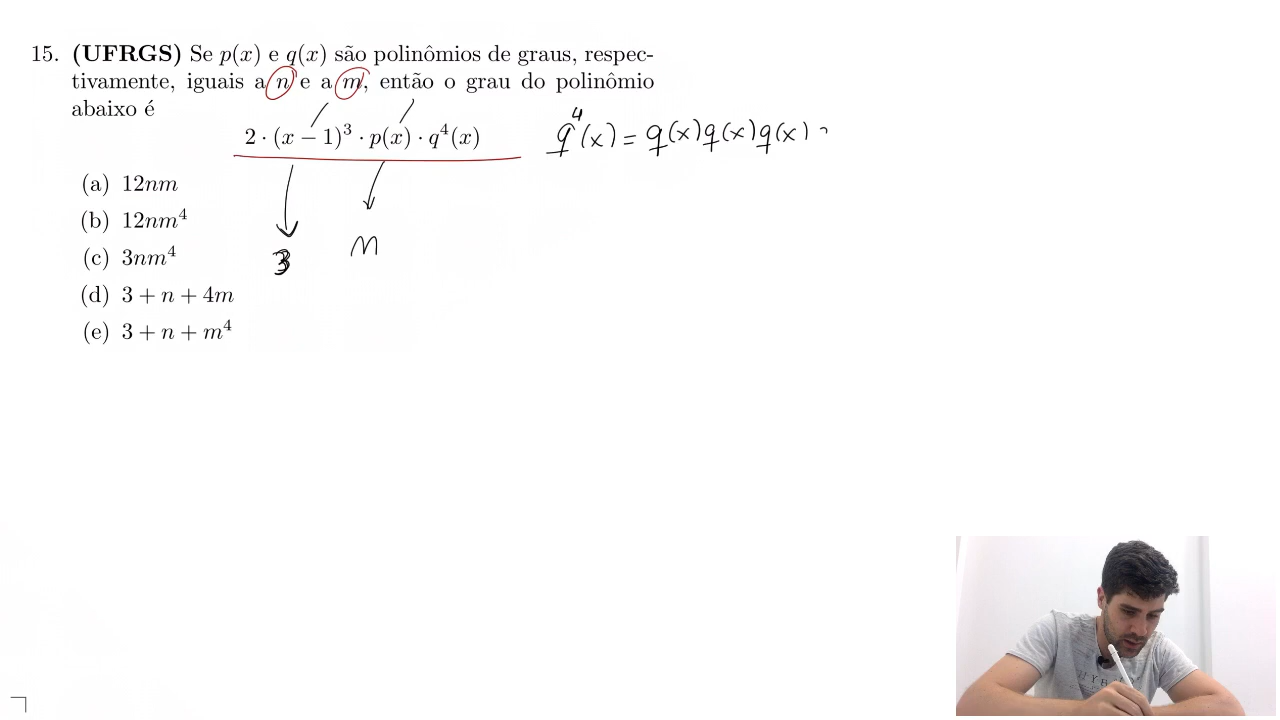 15. (UFRGS) Se p(x) e q(x) são polinômios de graus, respec-
tivamente, iguais a n e a m, então o grau do polinômio
abaixo é
2 · (x − 1)³ · p(x) · q⁴(x)
q⁴(x) = q(x)q(x)q(x)
(a) 12nm
(b) 12nm⁴
(c) 3nm⁴
(d) 3 + n + 4m
(e) 3 + n + m⁴
3 n